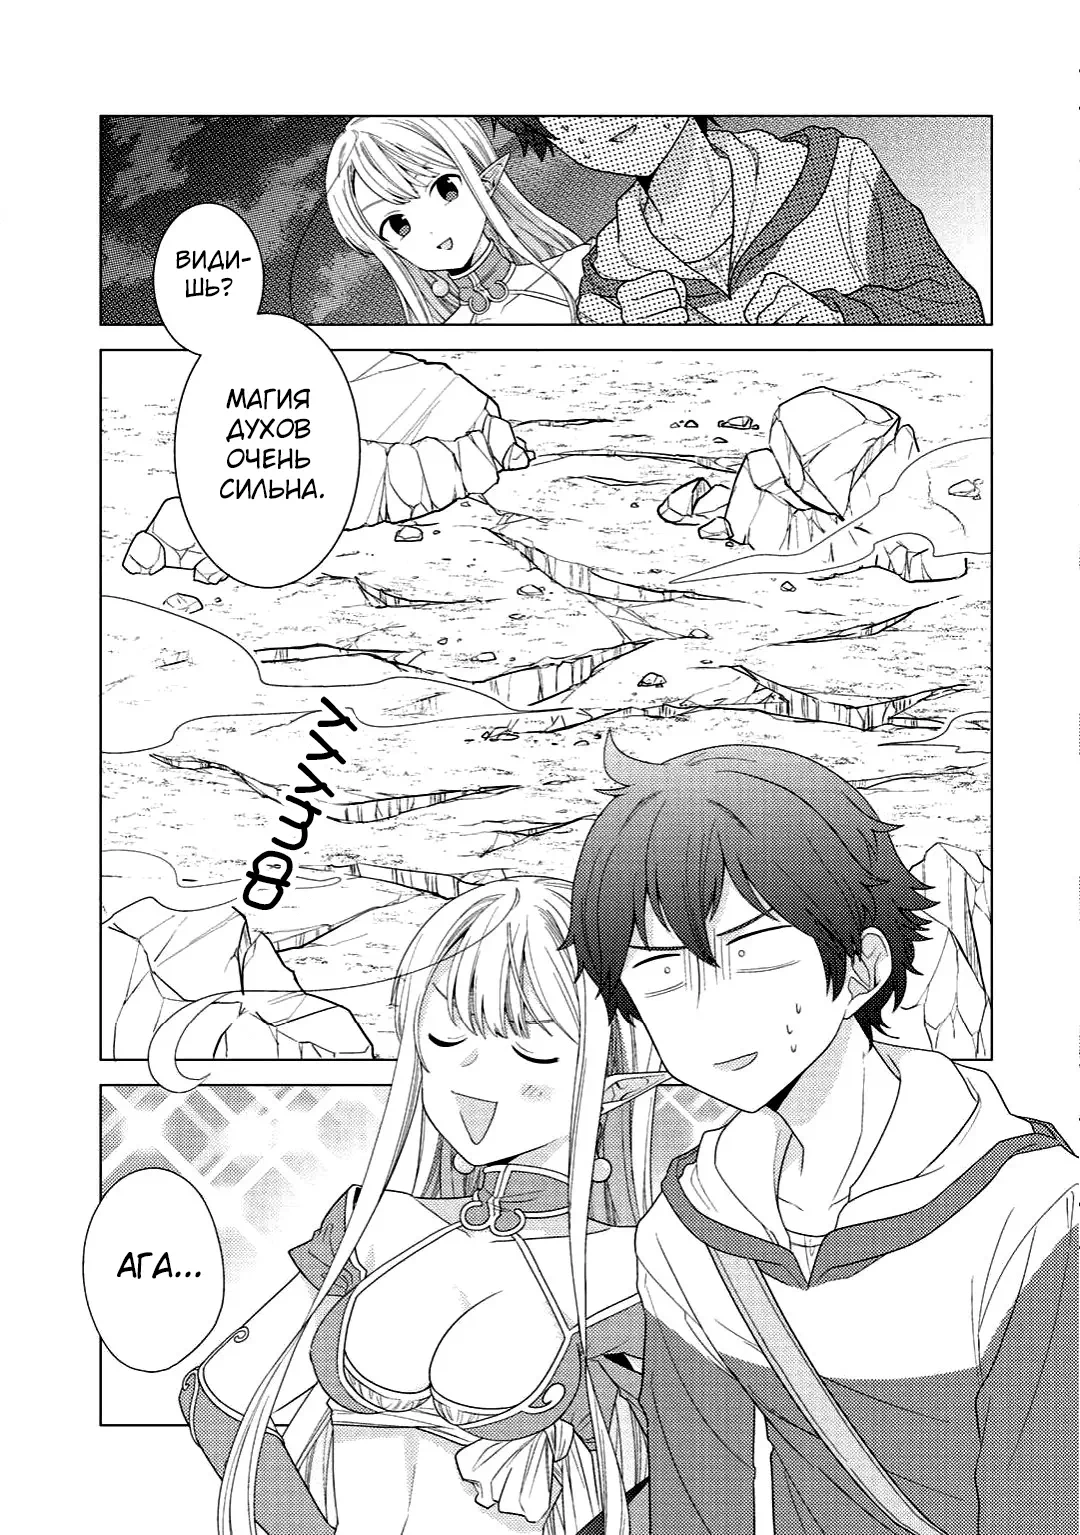 ВИДИ-
ШЬ?
МАГИЯ
ДУХОВ
ОЧЕНЬ
СИЛЬНА.
ФШУУУ
АГА...